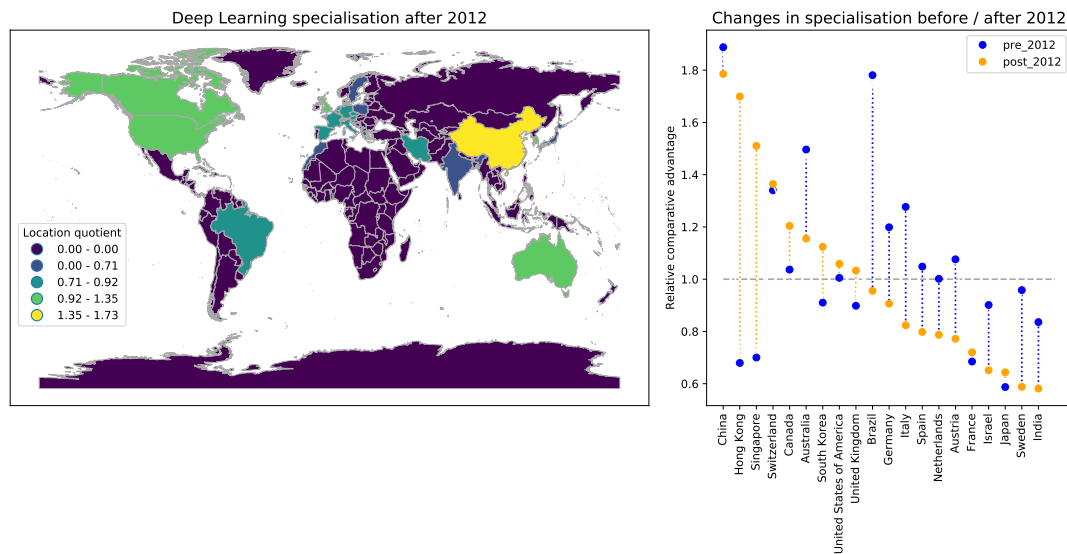 Deep Learning specialisation after 2012
Location quotient
0.00 - 0.00
0.00 - 0.71
0.71 - 0.92
0.92 - 1.35
1.35 - 1.73
Changes in specialisation before / after 2012
pre_2012
post_2012
Relative comparative advantage
1.8
1.6
1.4
1.2
1.0
0.8
0.6
China
Hong Kong
Singapore
Switzerland
Canada
Australia
South Korea
United States of America
United Kingdom
Brazil
Germany
Italy
Spain
Netherlands
Austria
France
Israel
Japan
Sweden
India